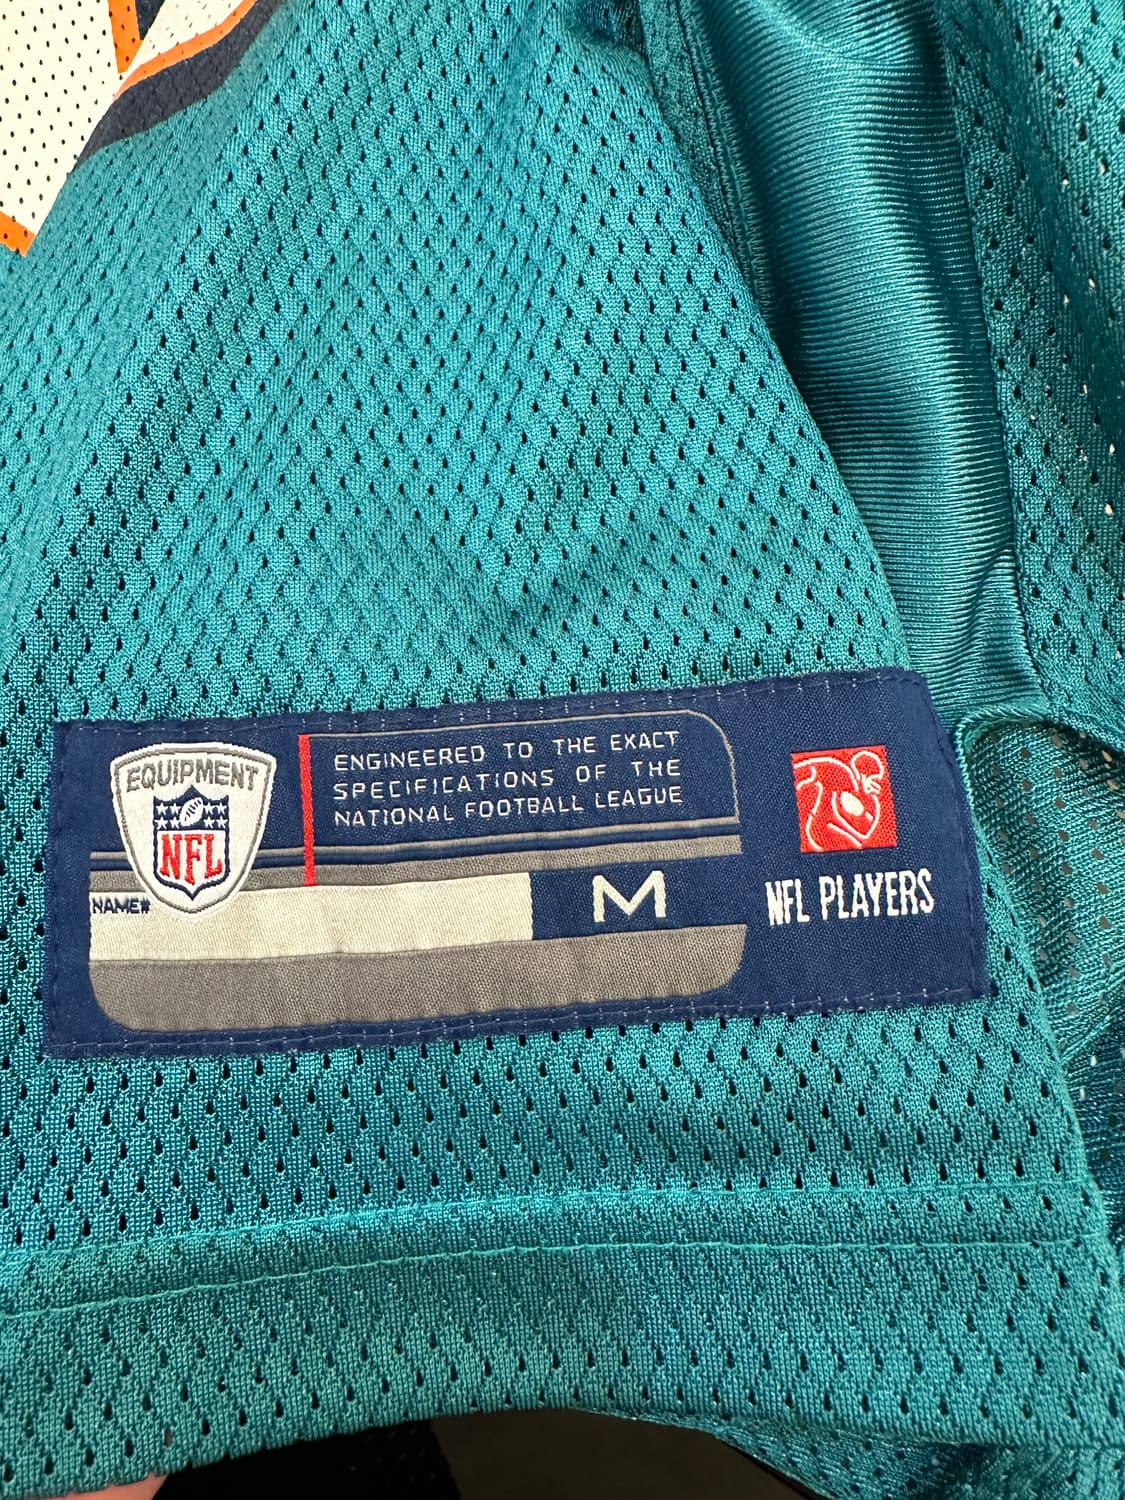 EQUIPMENT
NFL
ENGINEERED TO THE EXACT
SPECIFICATIONS OF THE
NATIONAL FOOTBALL LEAGUE
NAME#
M
NFL PLAYERS